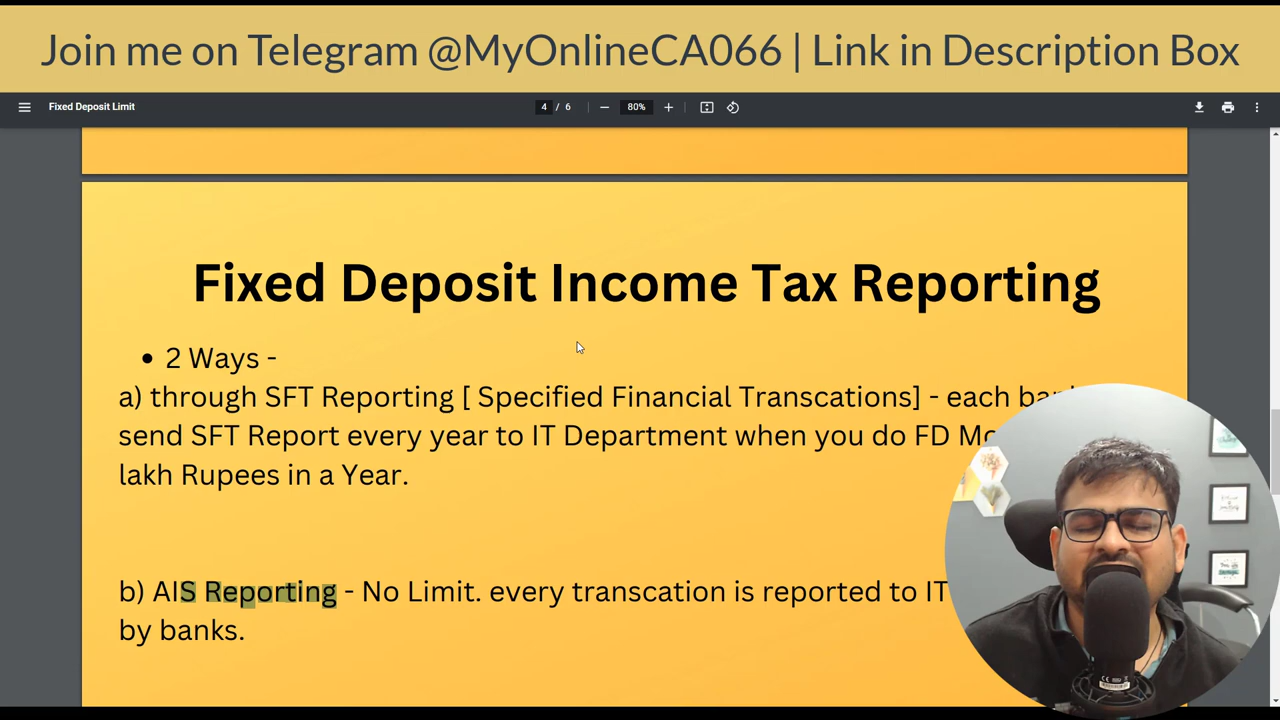 Join me on Telegram @MyOnlineCA066 | Link in Description Box
Fixed Deposit Limit
4 / 6
80%
Fixed Deposit Income Tax Reporting
• 2 Ways -
a) through SFT Reporting [ Specified Financial Transcations] - each
send SFT Report every year to IT Department when you do FD
lakh Rupees in a Year.
b) AIS Reporting - No Limit. every transcation is reported to IT
by banks.